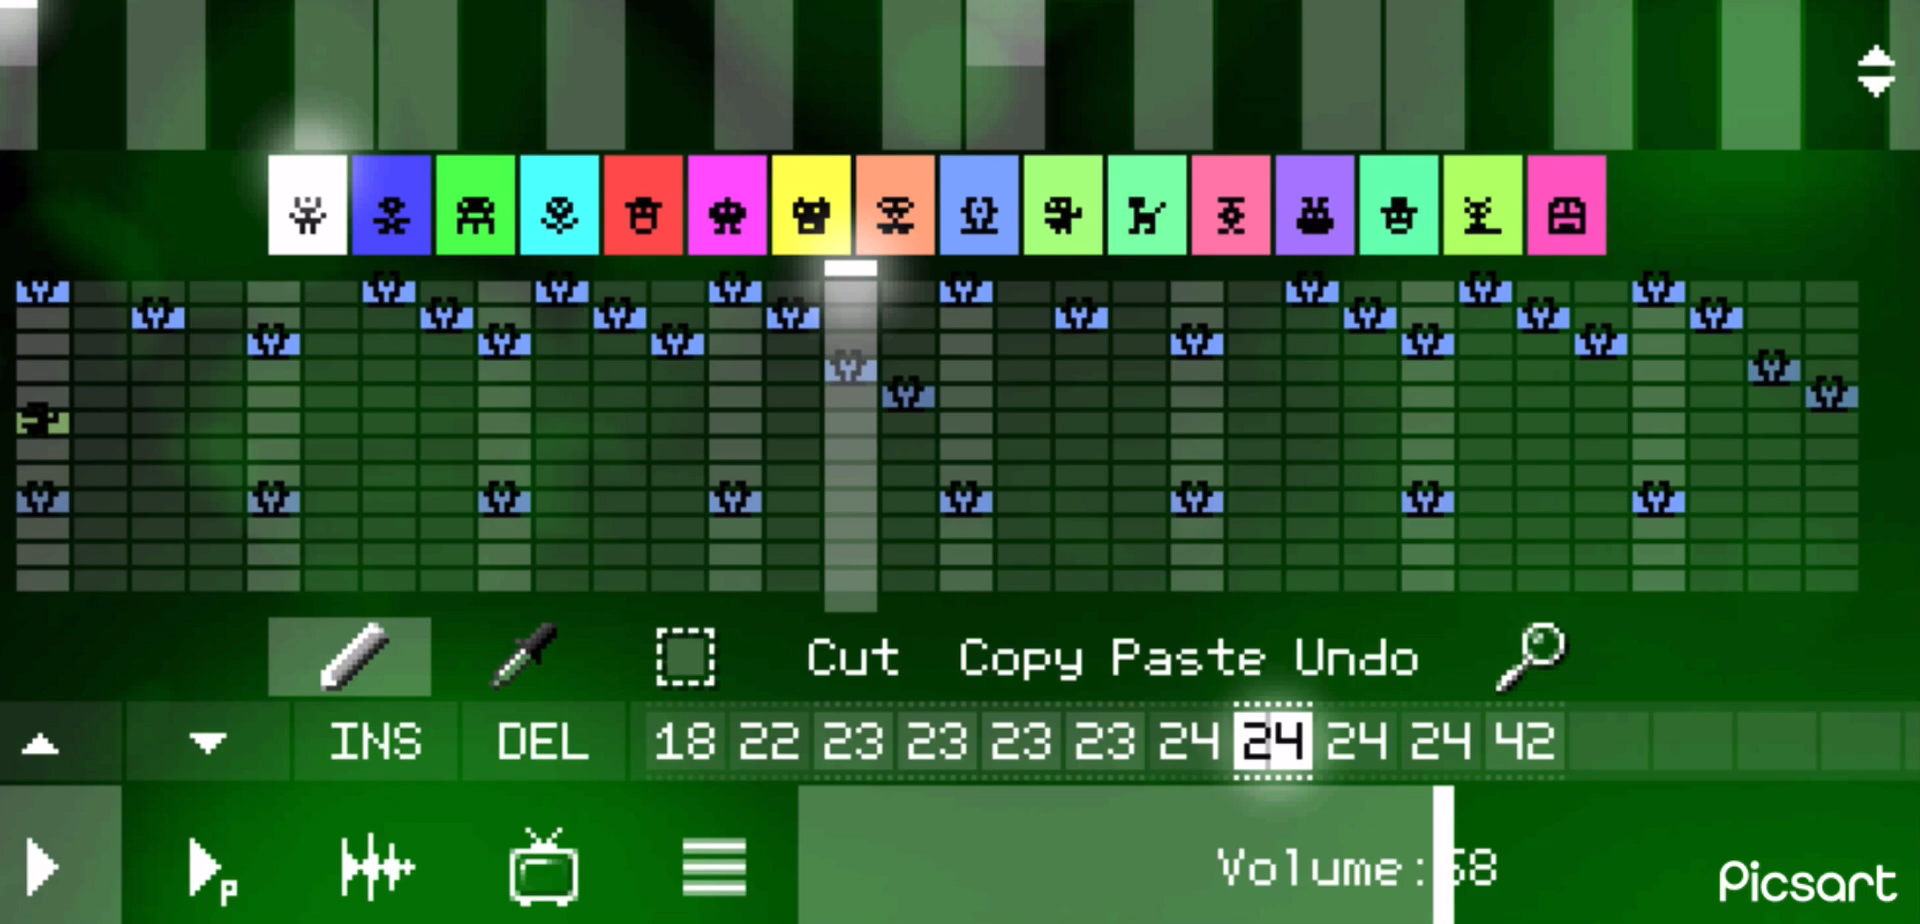 Cut Copy Paste Undo
INS DEL 18 22 23 23 23 23 24 24 24 24 42
p
Volume: 58
Picsart